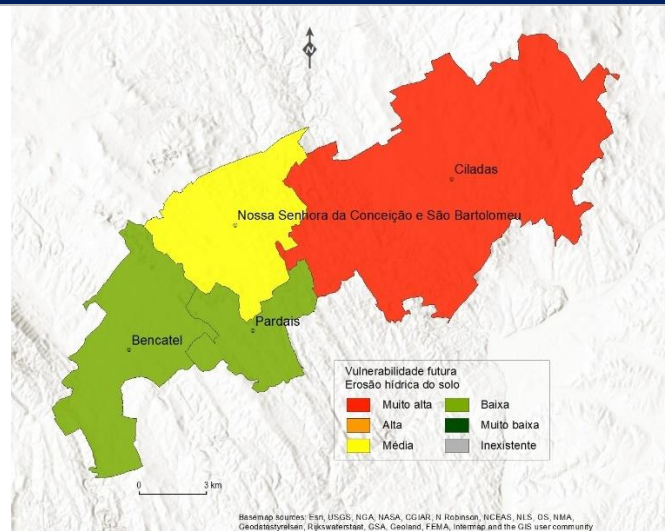 N
Ciladas
Nossa Senhora da Conceição e São Bartolomeu
Pardais
Bencatel
Vulnerabilidade futura
Erosão hídrica do solo
Muito alta
Baixa
Alta
Muito baixa
Média
Inexistente
0 3 km
Basemap sources: Esri, USGS, NGA, NASA, CGIAR, N Robinson, NCEAS, NLS, OS, NMA,
Geodatastyrelsen, Rijkswaterstaat, GSA, Geoland, FEMA, Intermap and the GIS user community